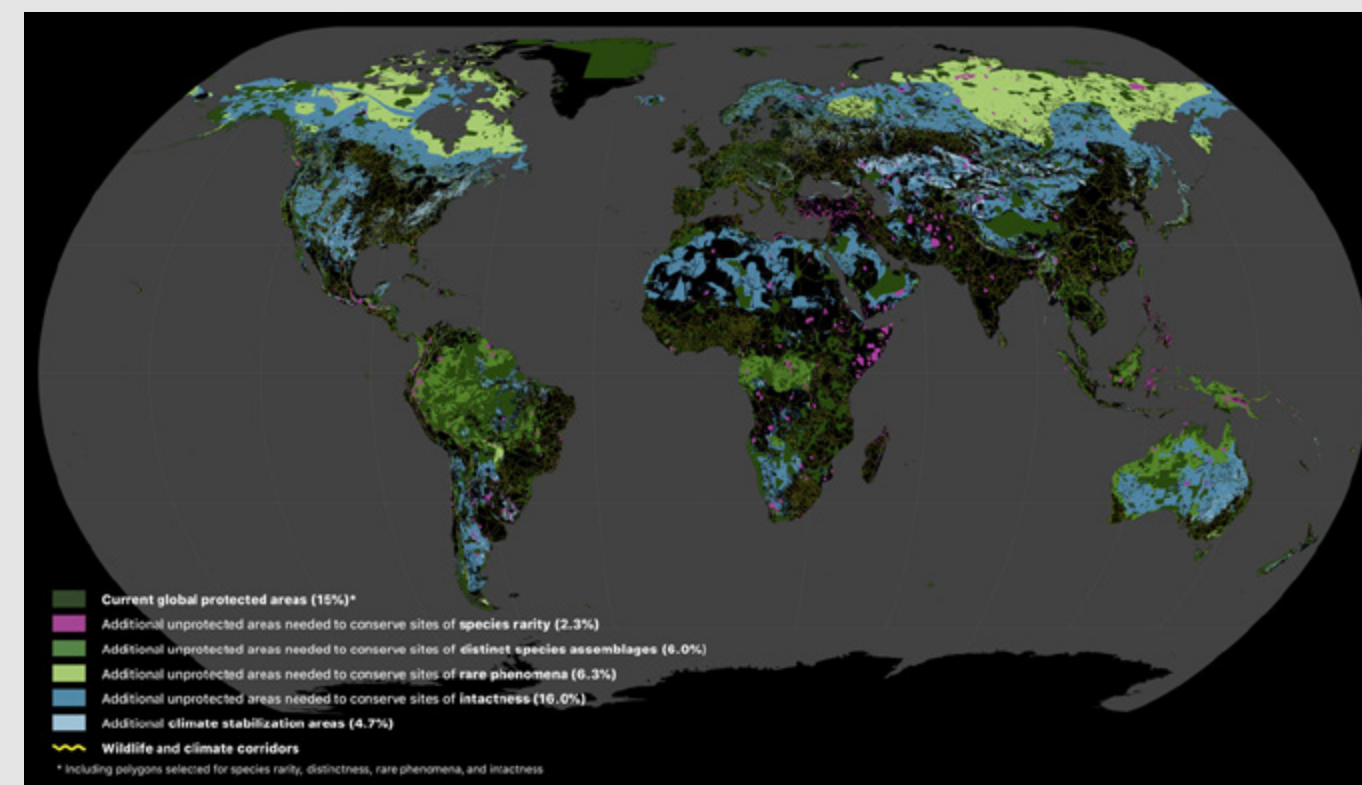 Current global protected areas (15%)*
Additional unprotected areas needed to conserve sites of species rarity (2.3%)
Additional unprotected areas needed to conserve sites of distinct species assemblages (6.0%)
Additional unprotected areas needed to conserve sites of rare phenomena (6.3%)
Additional unprotected areas needed to conserve sites of intactness (16.0%)
Additional climate stabilization areas (4.7%)
Wildlife and climate corridors
* Including polygons selected for species rarity, distinctness, rare phenomena, and intactness